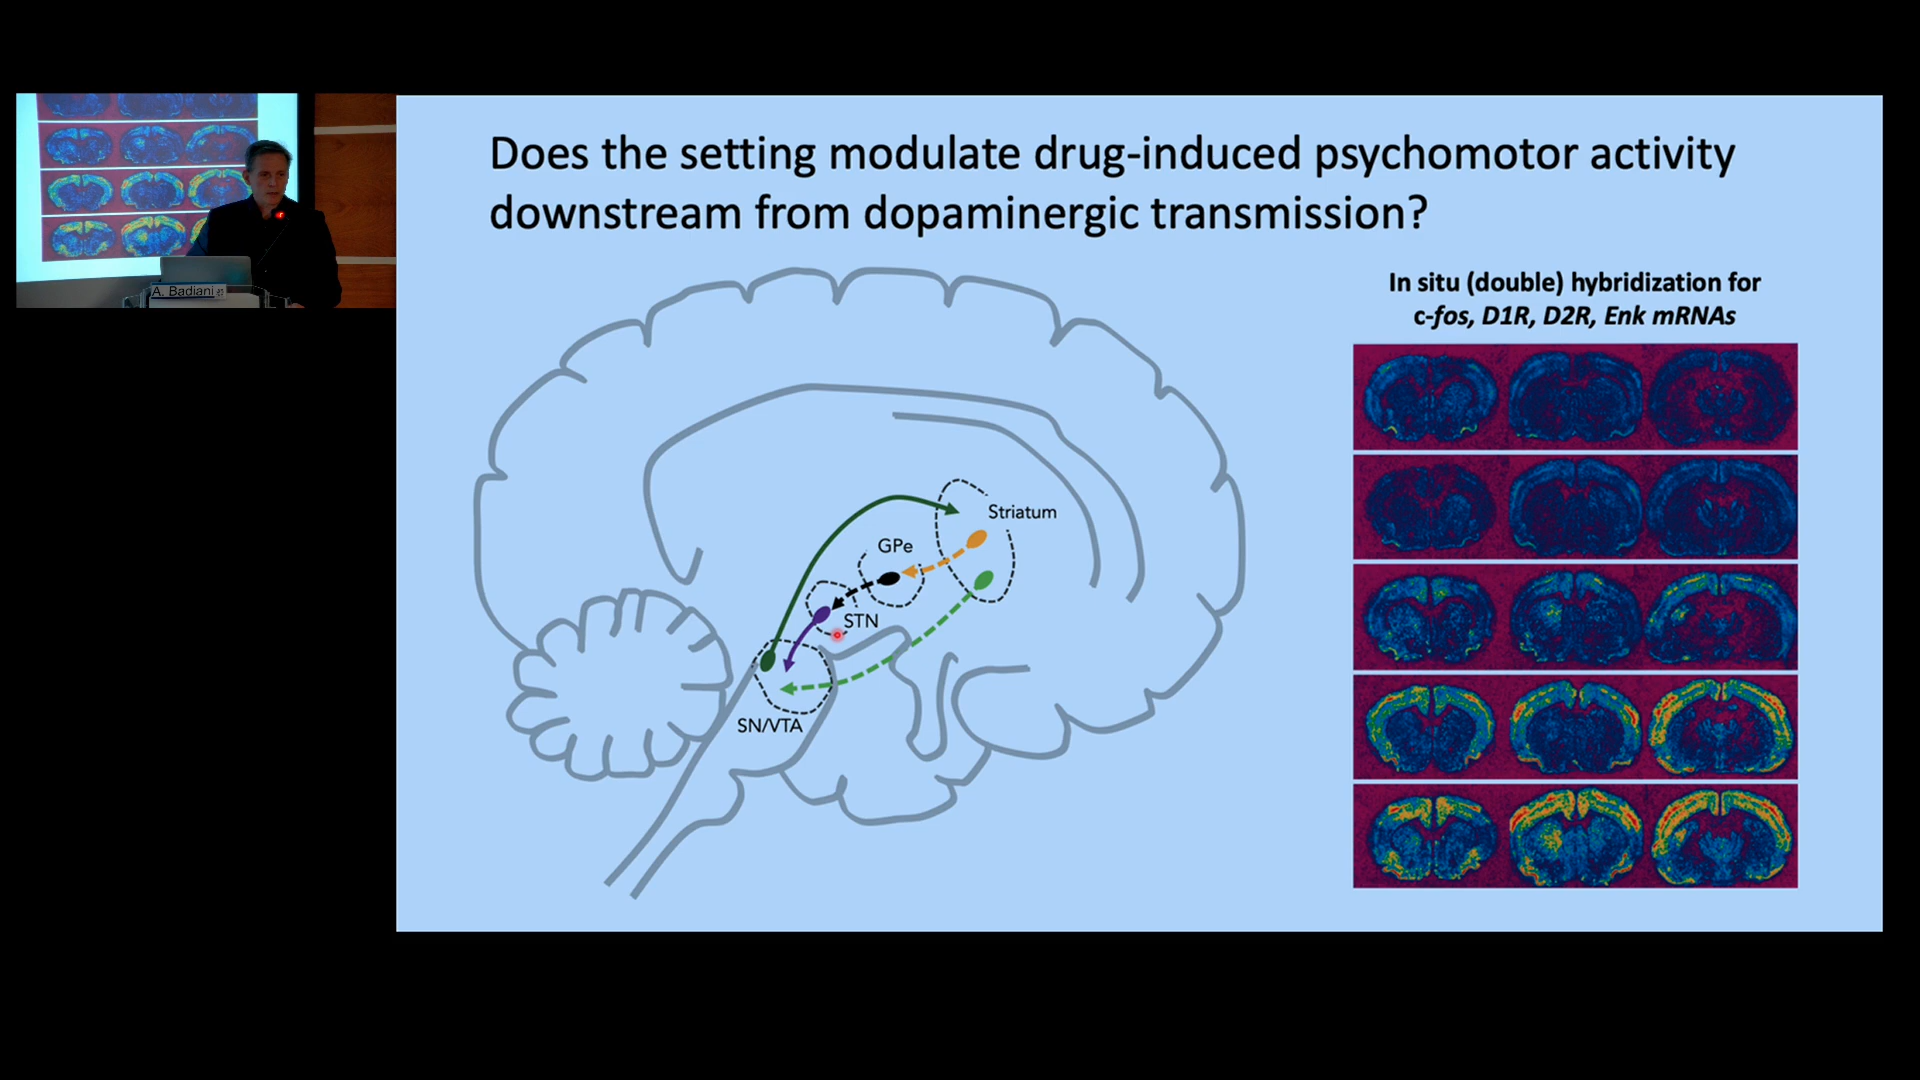 Does the setting modulate drug-induced psychomotor activity
downstream from dopaminergic transmission?
In situ (double) hybridization for
c-fos, D1R, D2R, Enk mRNAs
Striatum
GPe
STN
SN/VTA
A. Badiani